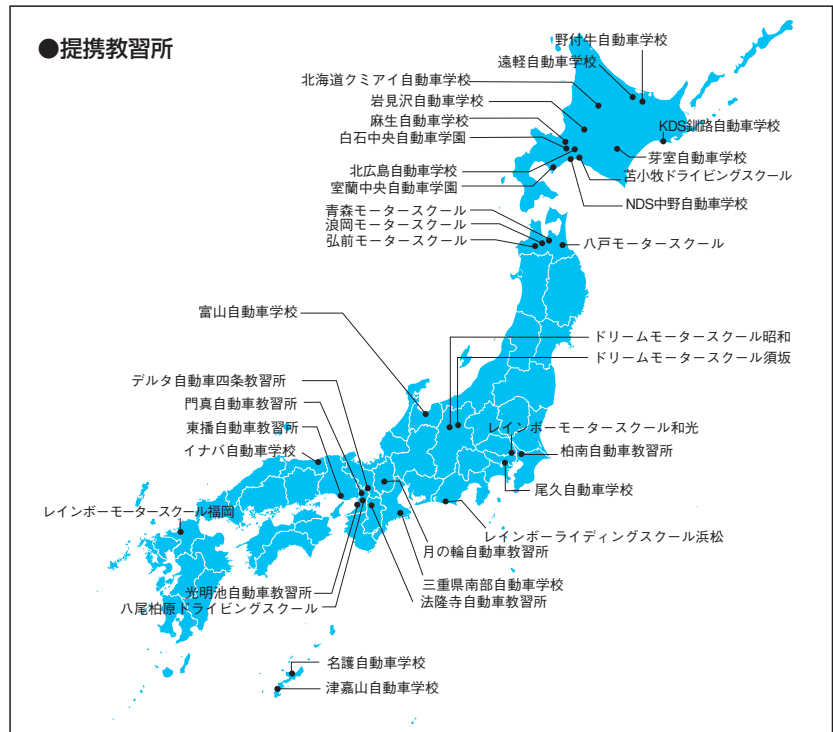 ●提携教習所
野付牛自動車学校
遠軽自動車学校
北海道クミアイ自動車学校
岩見沢自動車学校
麻生自動車学校
KDS釧路自動車学校
白石中央自動車学園
芽室自動車学校
北広島自動車学校
苫小牧ドライビングスクール
室蘭中央自動車学園
NDS中野自動車学校
青森モータースクール
浪岡モータースクール
弘前モータースクール
八戸モータースクール
富山自動車学校
ドリームモータースクール昭和
ドリームモータースクール須坂
デルタ自動車四条教習所
門真自動車教習所
東播自動車教習所
レインボーモータースクール和光
イナバ自動車学校
柏南自動車教習所
尾久自動車学校
レインボーモータースクール福岡
レインボーライディングスクール浜松
月の輪自動車教習所
三重県南部自動車学校
光明池自動車教習所
法隆寺自動車教習所
八尾柏原ドライビングスクール
名護自動車学校
津嘉山自動車学校